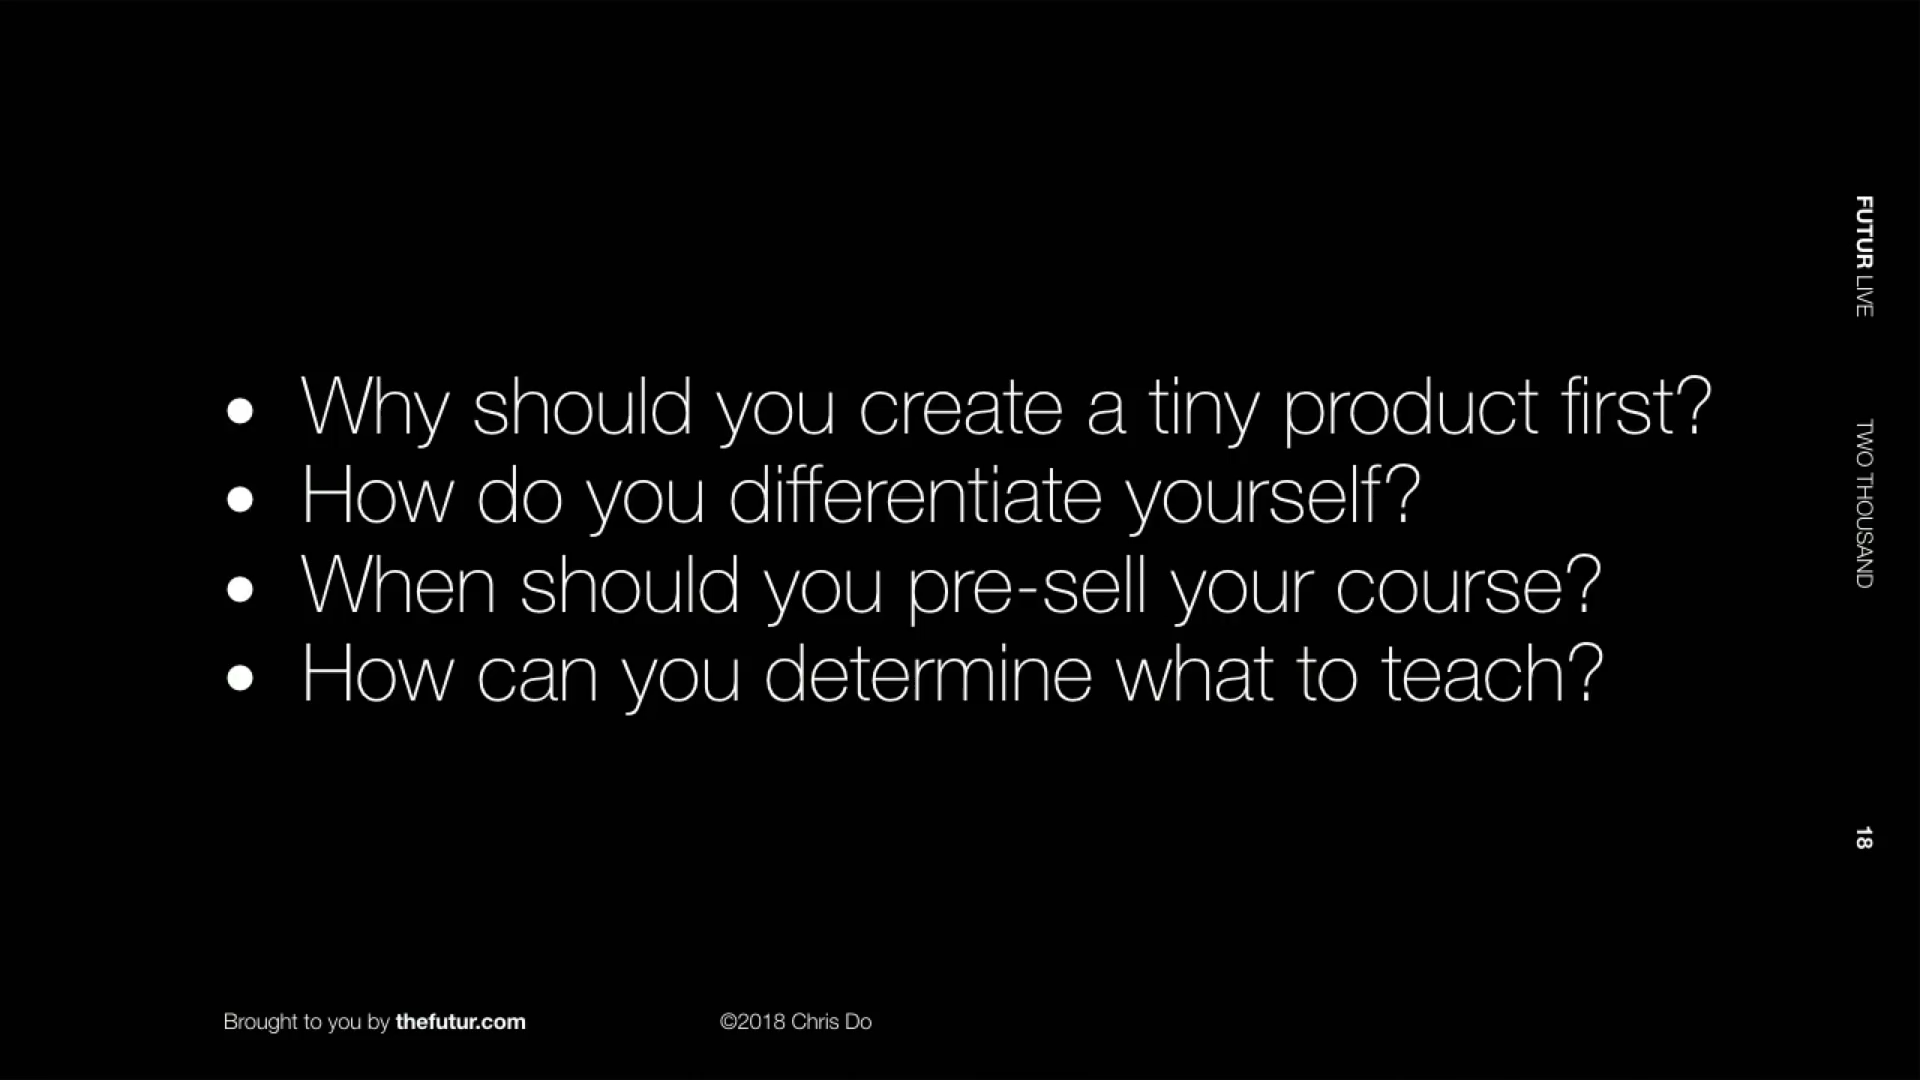 • Why should you create a tiny product first?
• How do you differentiate yourself?
• When should you pre-sell your course?
• How can you determine what to teach?
FUTUR LIVE
TWO THOUSAND
18
Brought to you by thefutur.com
©2018 Chris Do